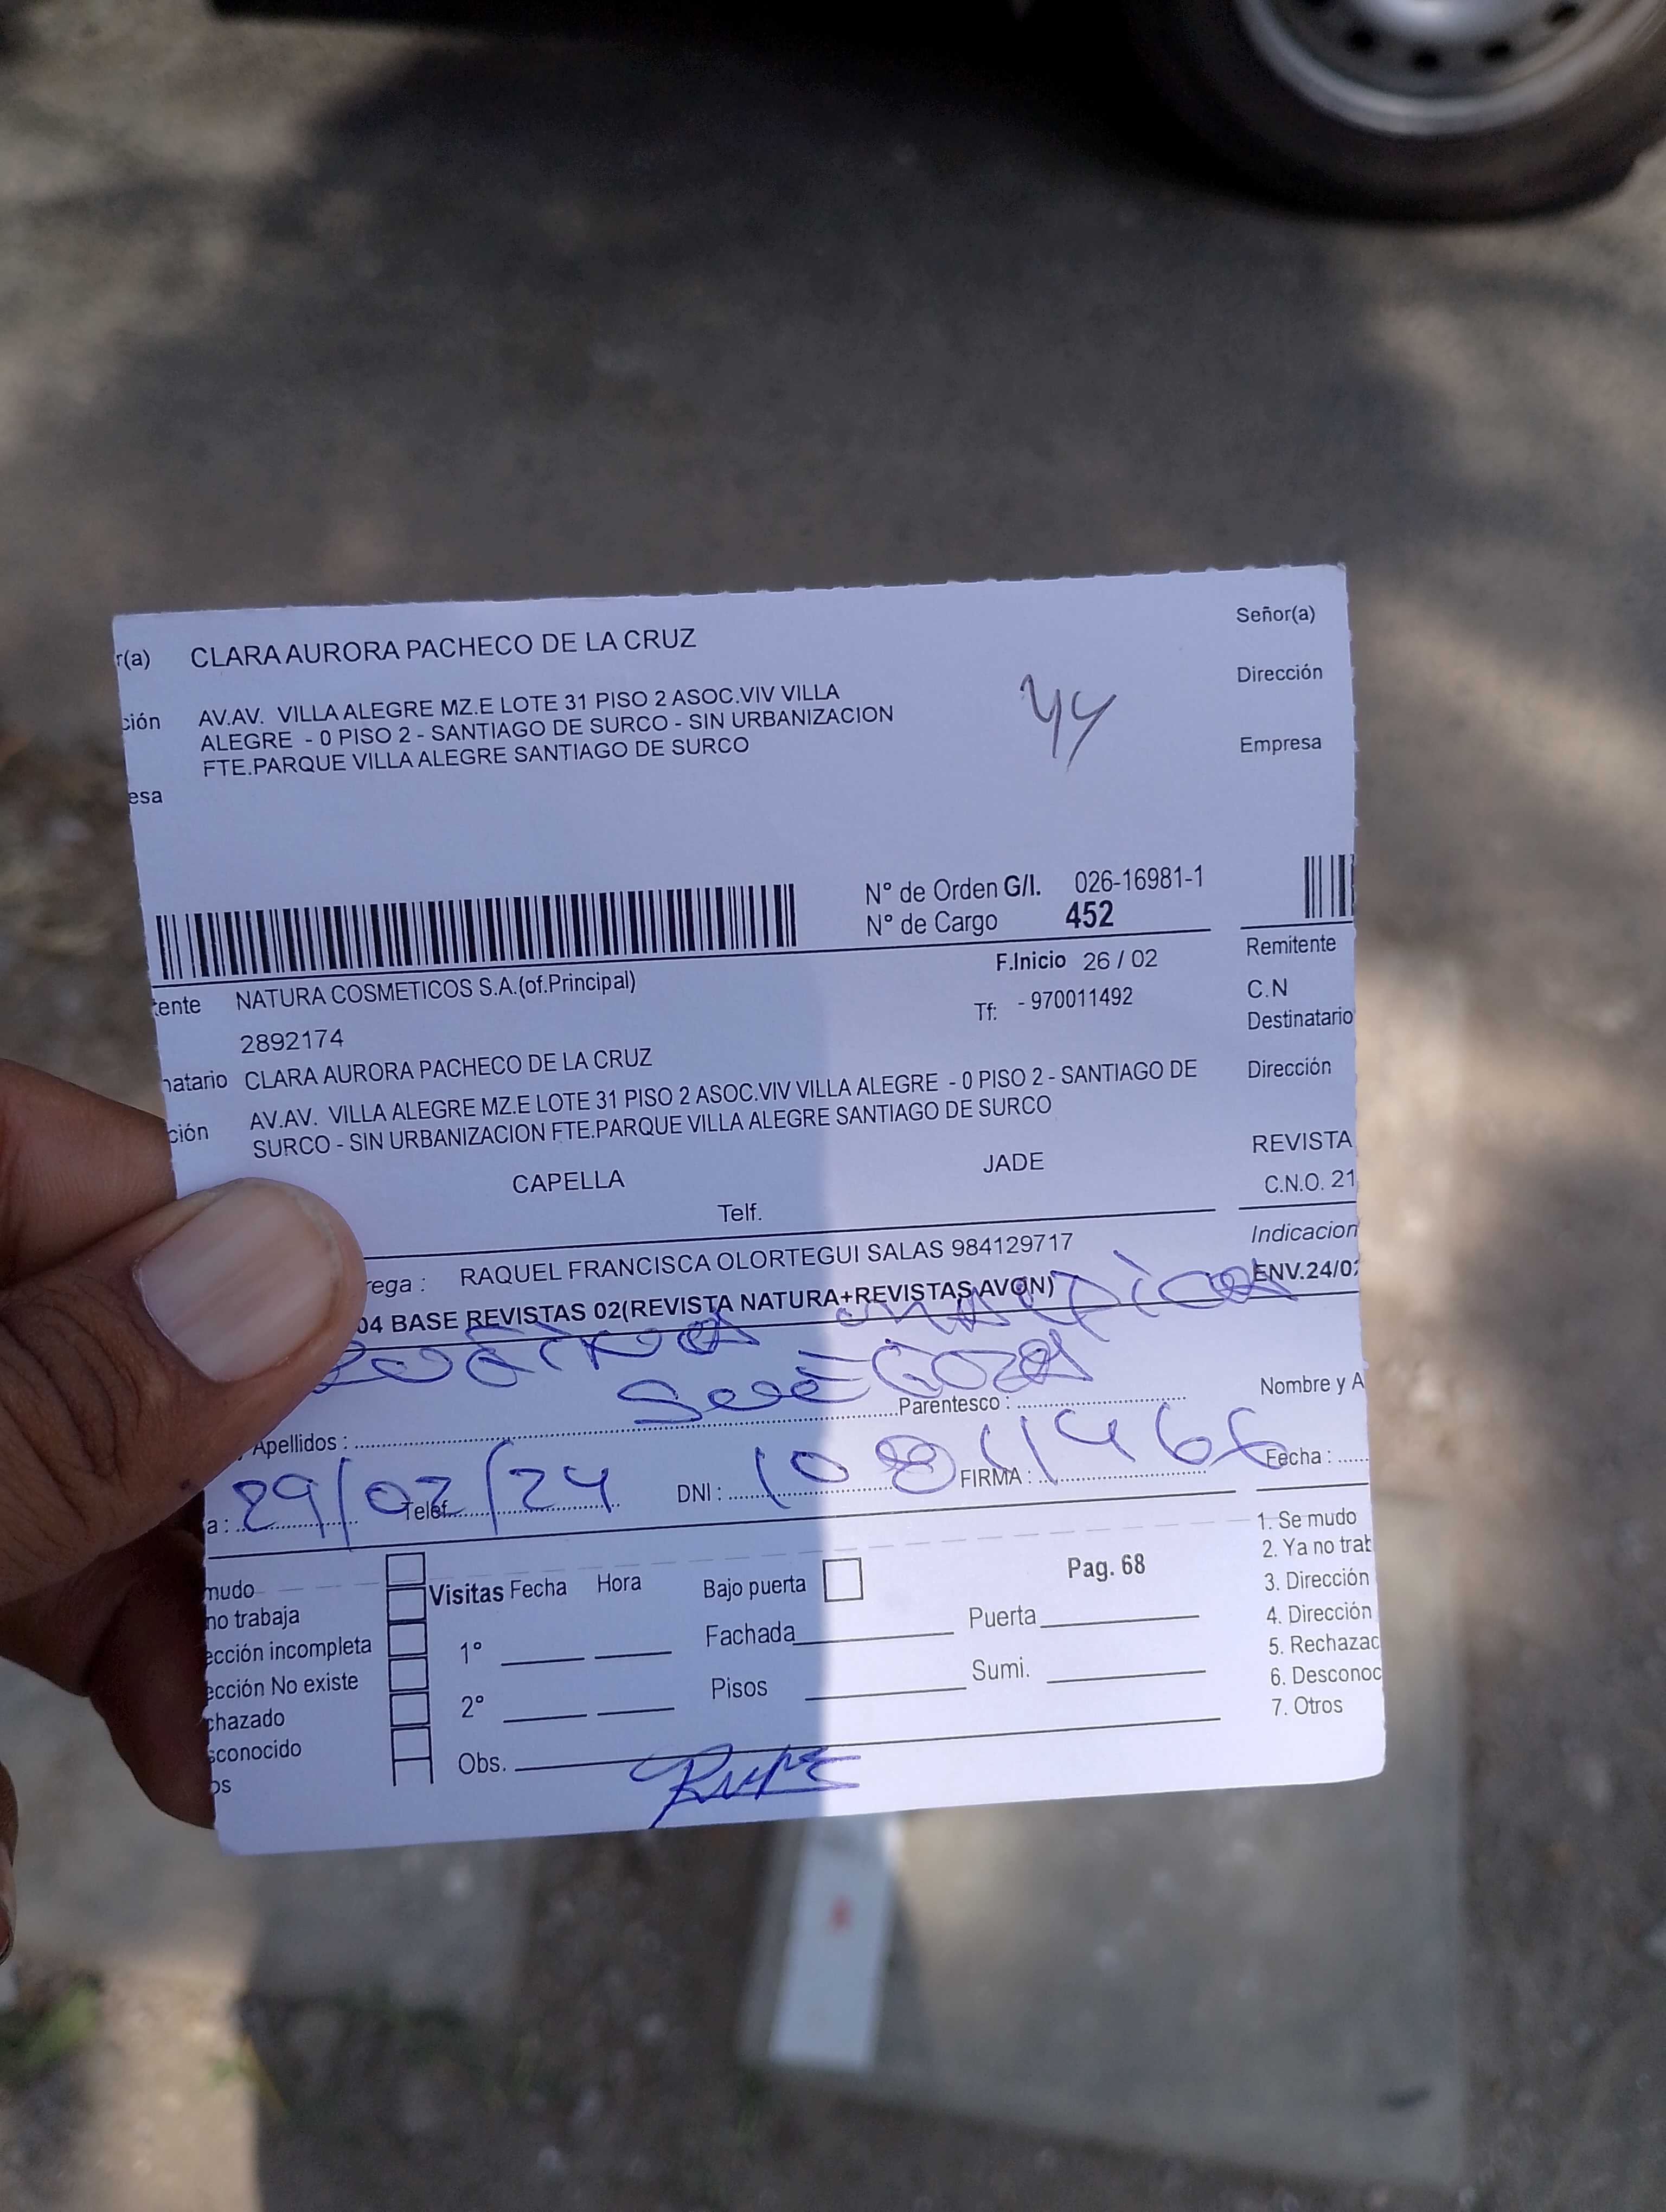 r(a) CLARA AURORA PACHECO DE LA CRUZ
ción AV.AV. VILLA ALEGRE MZ.E LOTE 31 PISO 2 ASOC.VIV VILLA
ALEGRE - 0 PISO 2 - SANTIAGO DE SURCO - SIN URBANIZACION
FTE.PARQUE VILLA ALEGRE SANTIAGO DE SURCO
esa
44
Nº de Orden G/I. 026-16981-1
Nº de Cargo 452
F.Inicio 26 / 02
ente NATURA COSMETICOS S.A.(of.Principal)
Tf: - 970011492
2892174
natario CLARA AURORA PACHECO DE LA CRUZ
ción AV.AV. VILLA ALEGRE MZ.E LOTE 31 PISO 2 ASOC.VIV VILLA ALEGRE - 0 PISO 2 - SANTIAGO DE
SURCO - SIN URBANIZACION FTE.PARQUE VILLA ALEGRE SANTIAGO DE SURCO
CAPELLA JADE
Telf.
rega : RAQUEL FRANCISCA OLORTEGUI SALAS 984129717
04 BASE REVISTAS 02(REVISTA NATURA+REVISTAS AVON)
Apellidos : Parentesco :
a : 29/02/24 Telef. DNI : 10811466 FIRMA :
mudo
no trabaja
ección incompleta
ección No existe
chazado
sconocido
os
Visitas Fecha Hora Bajo puerta Pag. 68
1° Fachada Puerta
2° Pisos Sumi.
Obs.
Señor(a)
Dirección
Empresa
Remitente
C.N
Destinatario
Dirección
REVISTA
C.N.O. 21
Indicacion
ENV.24/02
Nombre y A
Fecha :
1. Se mudo
2. Ya no trab
3. Dirección
4. Dirección
5. Rechazac
6. Desconoc
7. Otros